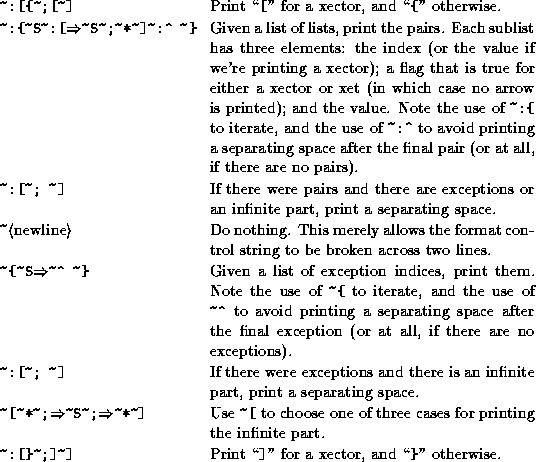 ~:[{~;[~] Print “[” for a xector, and “{” otherwise.
~:{~S~:[⇒~S~;~*~]~:^ ~} Given a list of lists, print the pairs. Each sublist
has three elements: the index (or the value if
we're printing a xector); a flag that is true for
either a xector or xet (in which case no arrow
is printed); and the value. Note the use of ~:{
to iterate, and the use of ~:^ to avoid printing
a separating space after the final pair (or at all,
if there are no pairs).
~:[~; ~] If there were pairs and there are exceptions or
an infinite part, print a separating space.
~⟨newline⟩ Do nothing. This merely allows the format con-
trol string to be broken across two lines.
~{~S⇒~^ ~} Given a list of exception indices, print them.
Note the use of ~{ to iterate, and the use of
~^ to avoid printing a separating space after
the final exception (or at all, if there are no
exceptions).
~:[~; ~] If there were exceptions and there is an infinite
part, print a separating space.
~[~*~;⇒~S~;⇒~*~] Use ~[ to choose one of three cases for printing
the infinite part.
~:[}~;]~] Print “]” for a xector, and “}” otherwise.